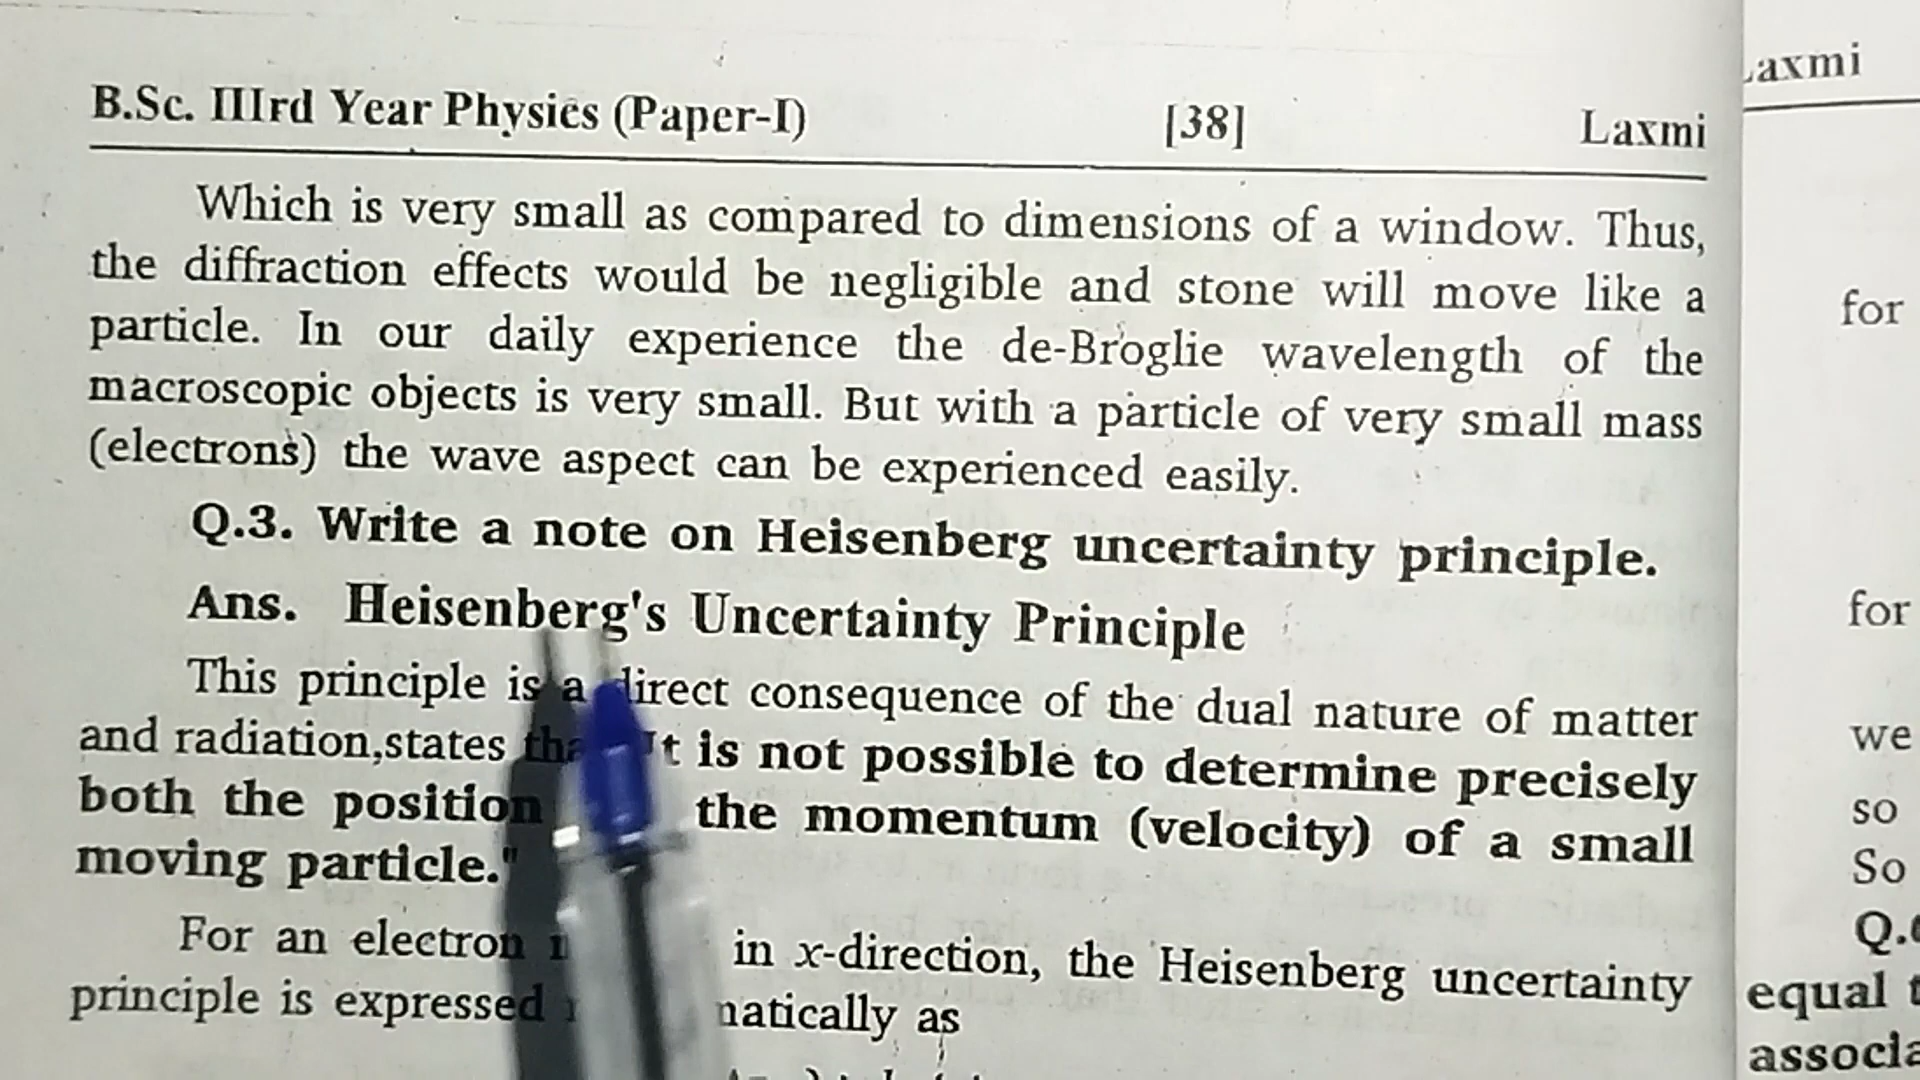 B.Sc. IIIrd Year Physics (Paper-I) [38] Laxmi
Which is very small as compared to dimensions of a window. Thus,
the diffraction effects would be negligible and stone will move like a
particle. In our daily experience the de-Broglie wavelength of the
macroscopic objects is very small. But with a particle of very small mass
(electrons) the wave aspect can be experienced easily.
Q.3. Write a note on Heisenberg uncertainty principle.
Ans. Heisenberg's Uncertainty Principle
This principle is a direct consequence of the dual nature of matter
and radiation,states is not possible to determine precisely
both the position the momentum (velocity) of a small
moving particle."
For an electron in x-direction, the Heisenberg uncertainty
principle is expressed as
for
for
we
so
So
equal